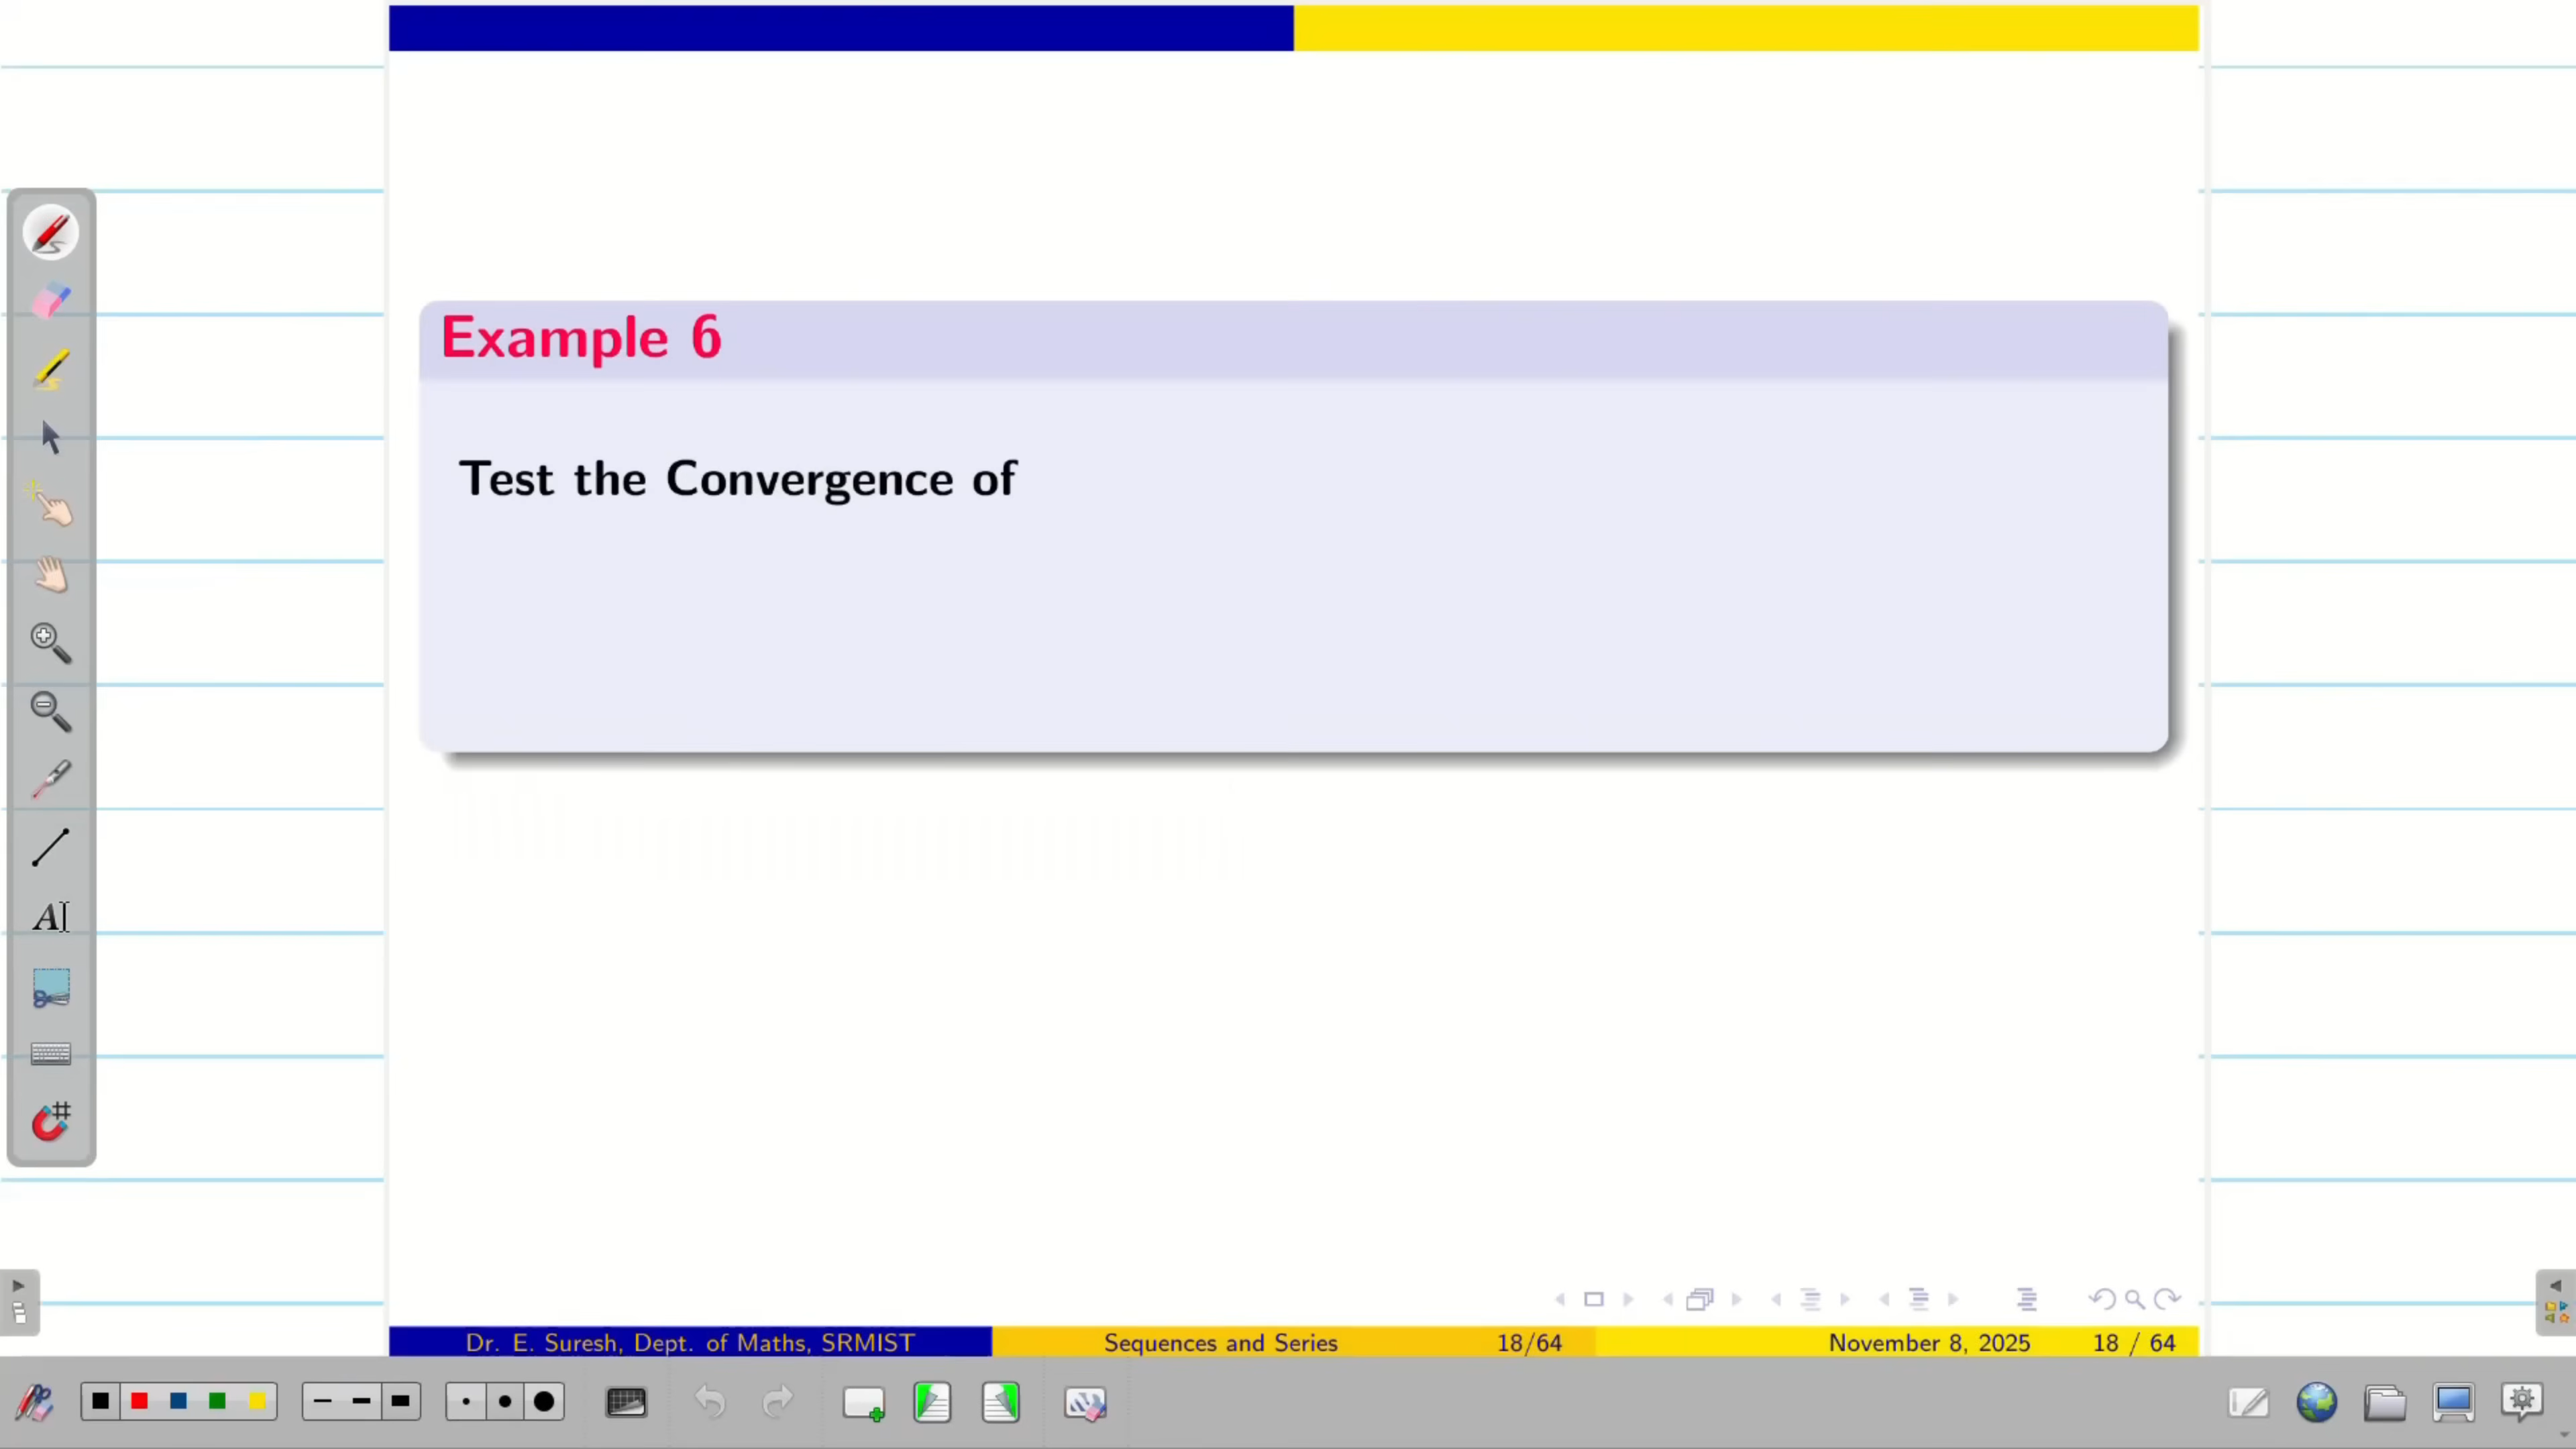 Example 6
Test the Convergence of
Dr. E. Suresh, Dept. of Maths, SRMIST Sequences and Series 18/64 November 8, 2025 18 / 64